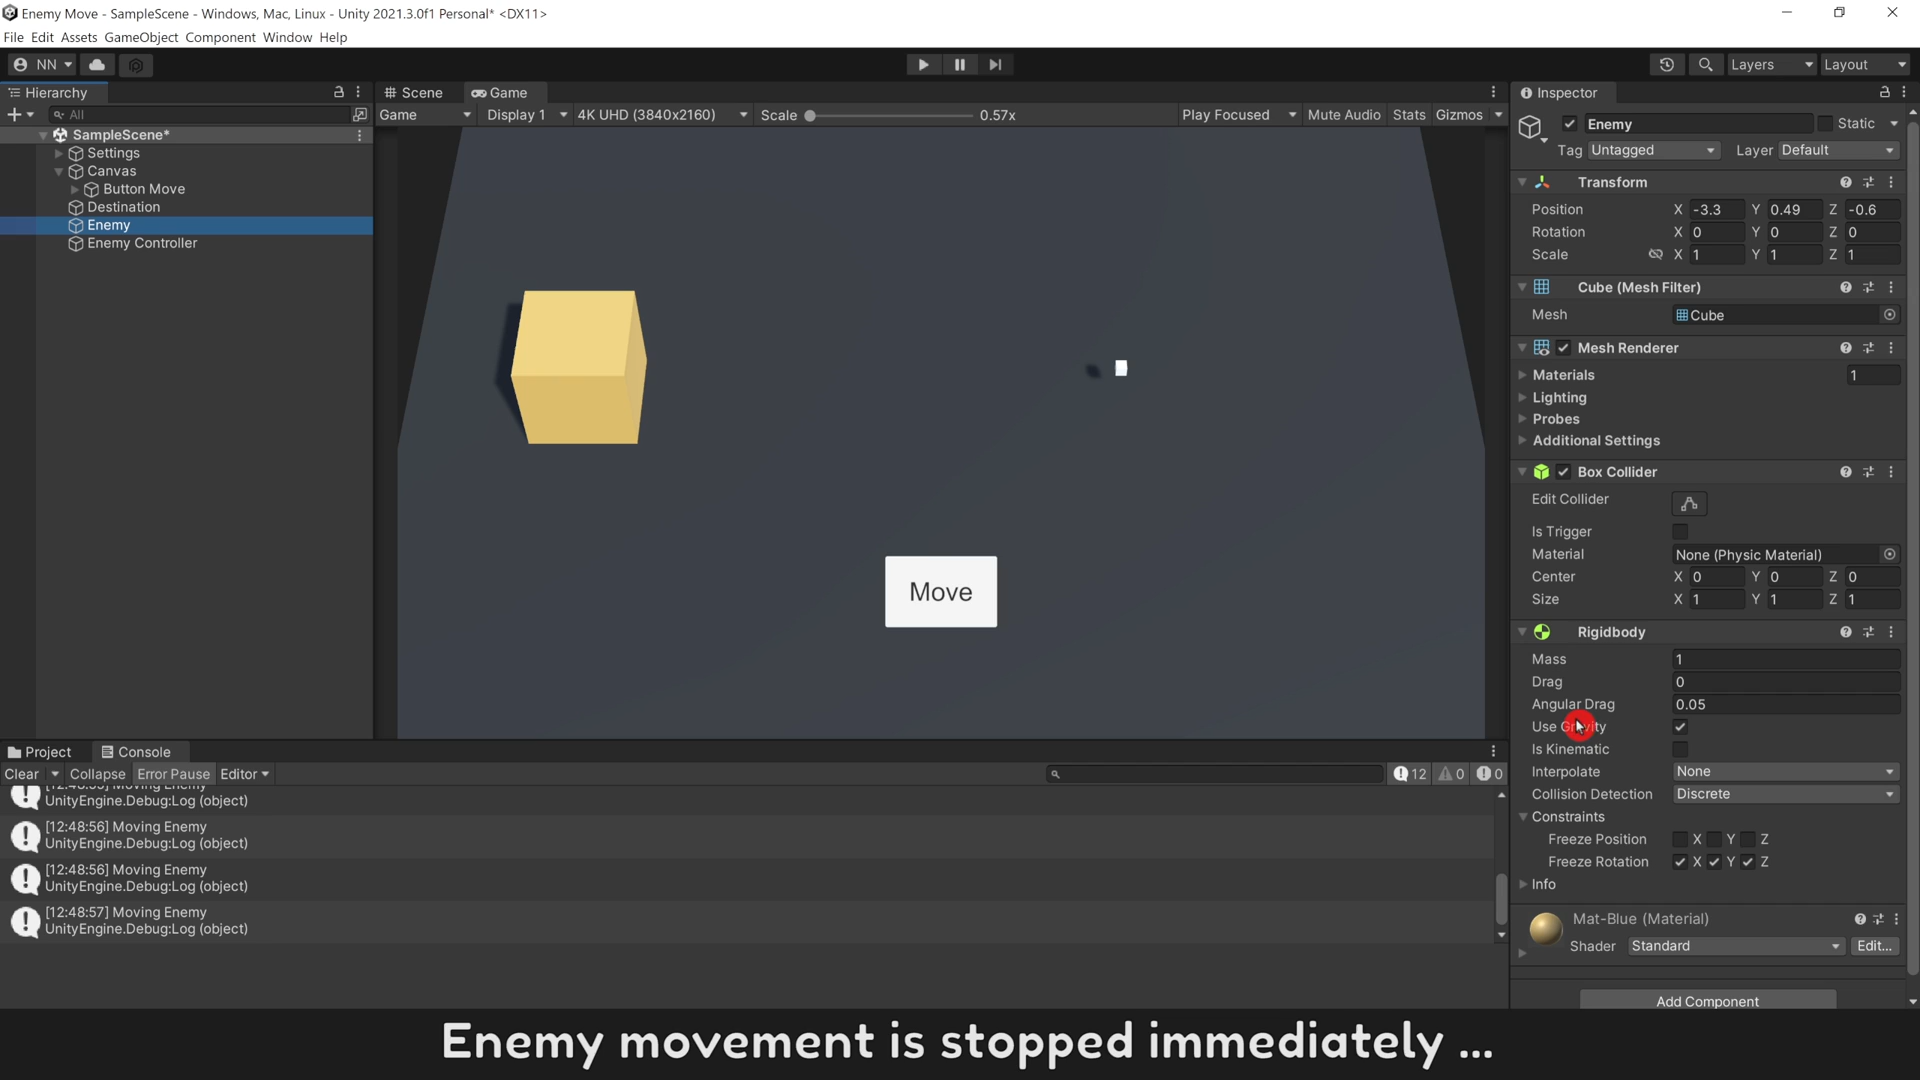 Enemy Move - SampleScene - Windows, Mac, Linux - Unity 2021.3.0f1 Personal* <DX11>
File Edit Assets GameObject Component Window Help
NN Layers Layout
Hierarchy
All
SampleScene*
Settings
Canvas
Button Move
Destination
Enemy
Enemy Controller
Scene Game
Game Display 1 4K UHD (3840x2160) Scale 0.57x Play Focused Mute Audio Stats Gizmos
Move
Inspector
Enemy Static
Tag Untagged Layer Default
Transform
Position X -3.3 Y 0.49 Z -0.6
Rotation X 0 Y 0 Z 0
Scale X 1 Y 1 Z 1
Cube (Mesh Filter)
Mesh Cube
Mesh Renderer
Materials 1
Lighting
Probes
Additional Settings
Box Collider
Edit Collider
Is Trigger
Material None (Physic Material)
Center X 0 Y 0 Z 0
Size X 1 Y 1 Z 1
Rigidbody
Mass 1
Drag 0
Angular Drag 0.05
Use Gravity
Is Kinematic
Interpolate None
Collision Detection Discrete
Constraints
Freeze Position X Y Z
Freeze Rotation X Y Z
Info
Mat-Blue (Material)
Shader Standard Edit...
Add Component
Project Console
Clear Collapse Error Pause Editor 12 0 0
Moving Enemy
UnityEngine.Debug:Log (object)
[12:48:56] Moving Enemy
UnityEngine.Debug:Log (object)
[12:48:56] Moving Enemy
UnityEngine.Debug:Log (object)
[12:48:57] Moving Enemy
UnityEngine.Debug:Log (object)
Enemy movement is stopped immediately ...